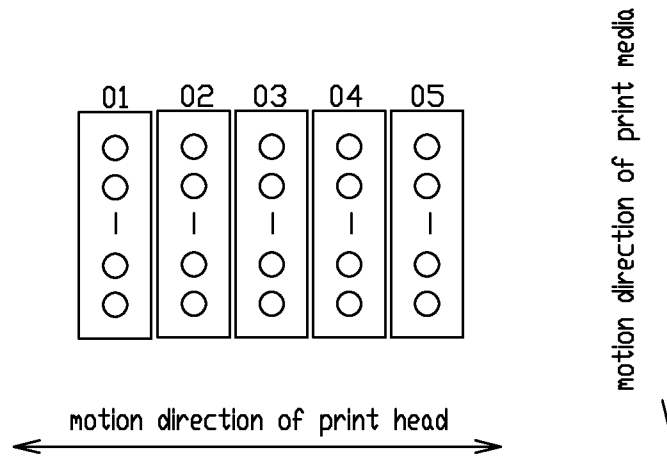 01 02 03 04 05
motion direction of print head
motion direction of print media